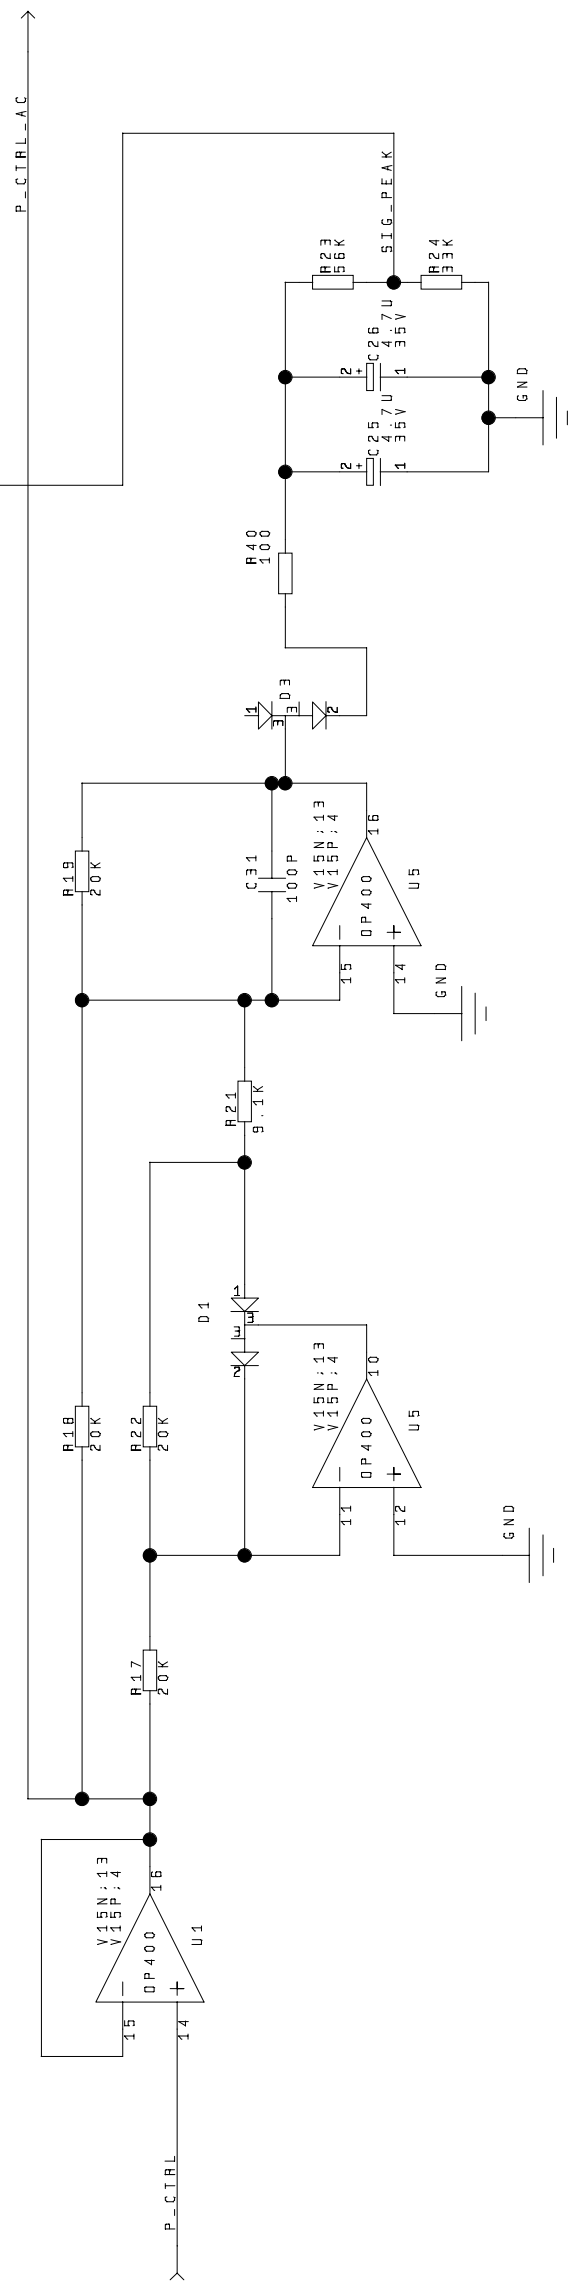 P_CTRL_AC
SIG_PEAK
R23
56K
R24
33K
C26
4.7U
35V
2
+
1
C25
4.7U
35V
2
+
1
GND
R40
100
D3
1
3
3
2
R19
20K
C31
100P
V15N;13
V15P;4
OP400
16
U5
15
14
GND
R21
9.1K
D1
1
3
3
2
V15N;13
V15P;4
OP400
10
U5
11
12
GND
R18
20K
R22
20K
R17
20K
V15N;13
V15P;4
OP400
16
U1
15
14
P_CTRL